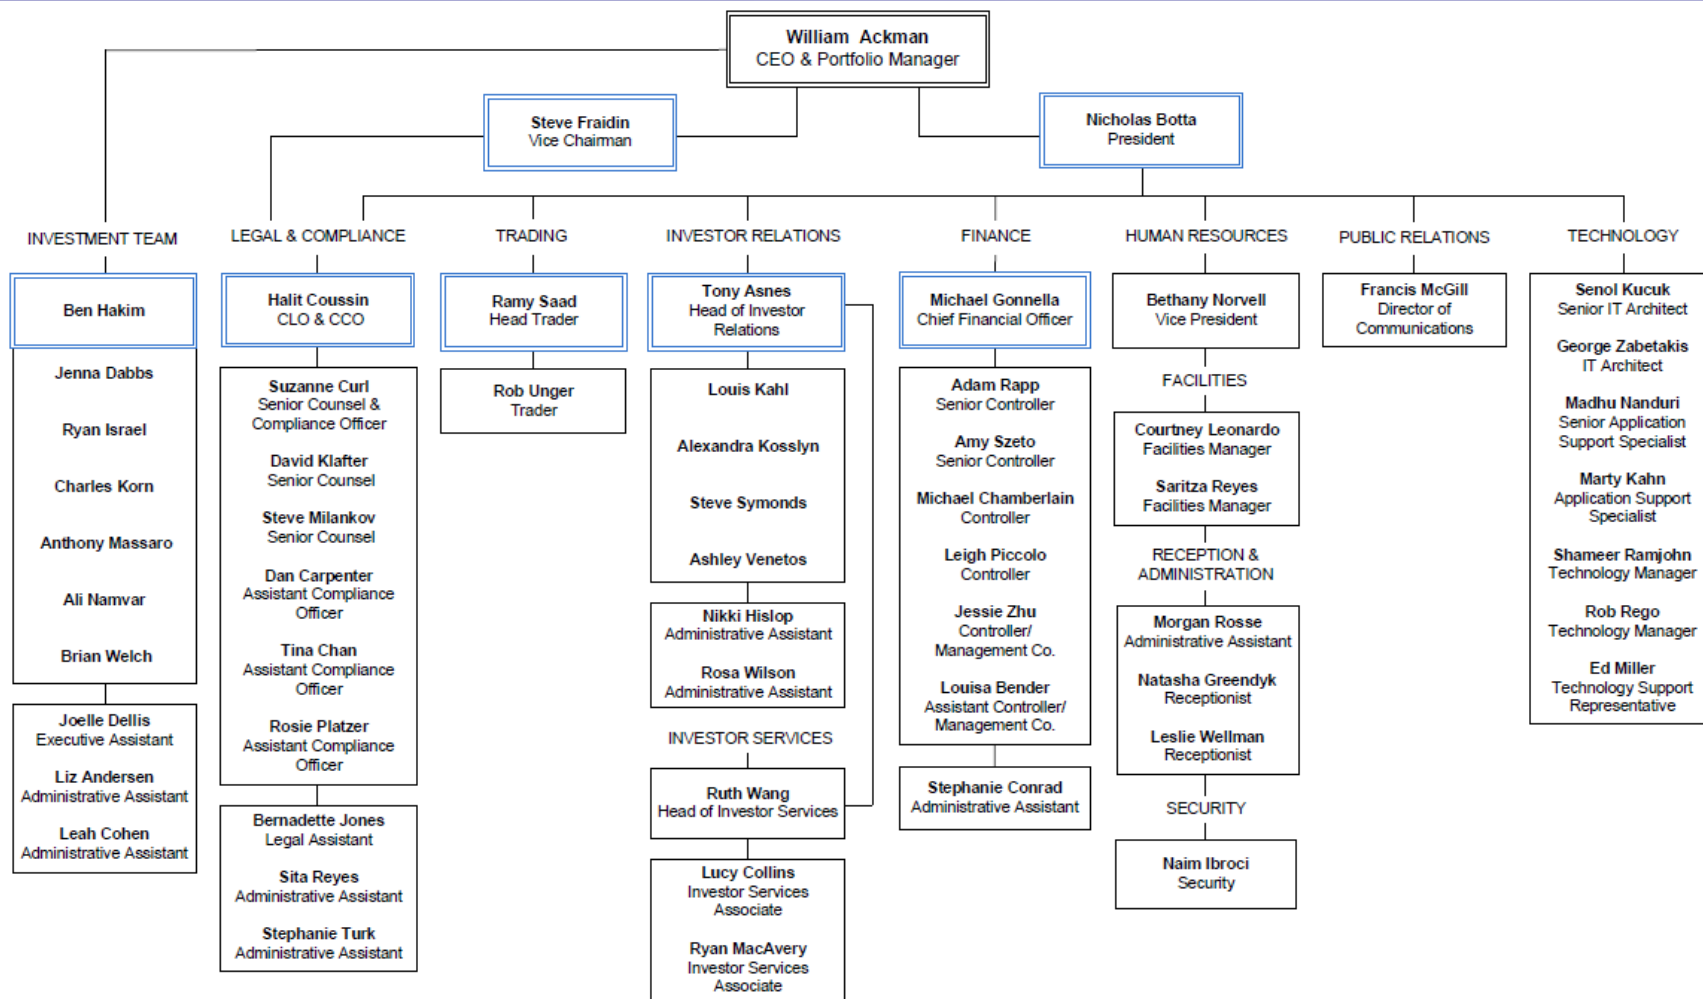 William Ackman
CEO & Portfolio Manager
Steve Fraidin
Vice Chairman
Nicholas Botta
President
INVESTMENT TEAM
Ben Hakim
Jenna Dabbs
Ryan Israel
Charles Korn
Anthony Massaro
Ali Namvar
Brian Welch
Joelle Dellis
Executive Assistant
Liz Andersen
Administrative Assistant
Leah Cohen
Administrative Assistant
LEGAL & COMPLIANCE
Halit Coussin
CLO & CCO
Suzanne Curl
Senior Counsel &
Compliance Officer
David Klafter
Senior Counsel
Steve Milankov
Senior Counsel
Dan Carpenter
Assistant Compliance
Officer
Tina Chan
Assistant Compliance
Officer
Rosie Platzer
Assistant Compliance
Officer
Bernadette Jones
Legal Assistant
Sita Reyes
Administrative Assistant
Stephanie Turk
Administrative Assistant
TRADING
Ramy Saad
Head Trader
Rob Unger
Trader
INVESTOR RELATIONS
Tony Asnes
Head of Investor
Relations
Louis Kahl
Alexandra Kosslyn
Steve Symonds
Ashley Venetos
Nikki Hislop
Administrative Assistant
Rosa Wilson
Administrative Assistant
INVESTOR SERVICES
Ruth Wang
Head of Investor Services
Lucy Collins
Investor Services
Associate
Ryan MacAvery
Investor Services
Associate
FINANCE
Michael Gonnella
Chief Financial Officer
Adam Rapp
Senior Controller
Amy Szeto
Senior Controller
Michael Chamberlain
Controller
Leigh Piccolo
Controller
Jessie Zhu
Controller/
Management Co.
Louisa Bender
Assistant Controller/
Management Co.
Stephanie Conrad
Administrative Assistant
HUMAN RESOURCES
Bethany Norvell
Vice President
FACILITIES
Courtney Leonardo
Facilities Manager
Saritza Reyes
Facilities Manager
RECEPTION &
ADMINISTRATION
Morgan Rosse
Administrative Assistant
Natasha Greendyk
Receptionist
Leslie Wellman
Receptionist
SECURITY
Naim Ibroci
Security
PUBLIC RELATIONS
Francis McGill
Director of
Communications
TECHNOLOGY
Senol Kucuk
Senior IT Architect
George Zabetakis
IT Architect
Madhu Nanduri
Senior Application
Support Specialist
Marty Kahn
Application Support
Specialist
Shameer Ramjohn
Technology Manager
Rob Rego
Technology Manager
Ed Miller
Technology Support
Representative